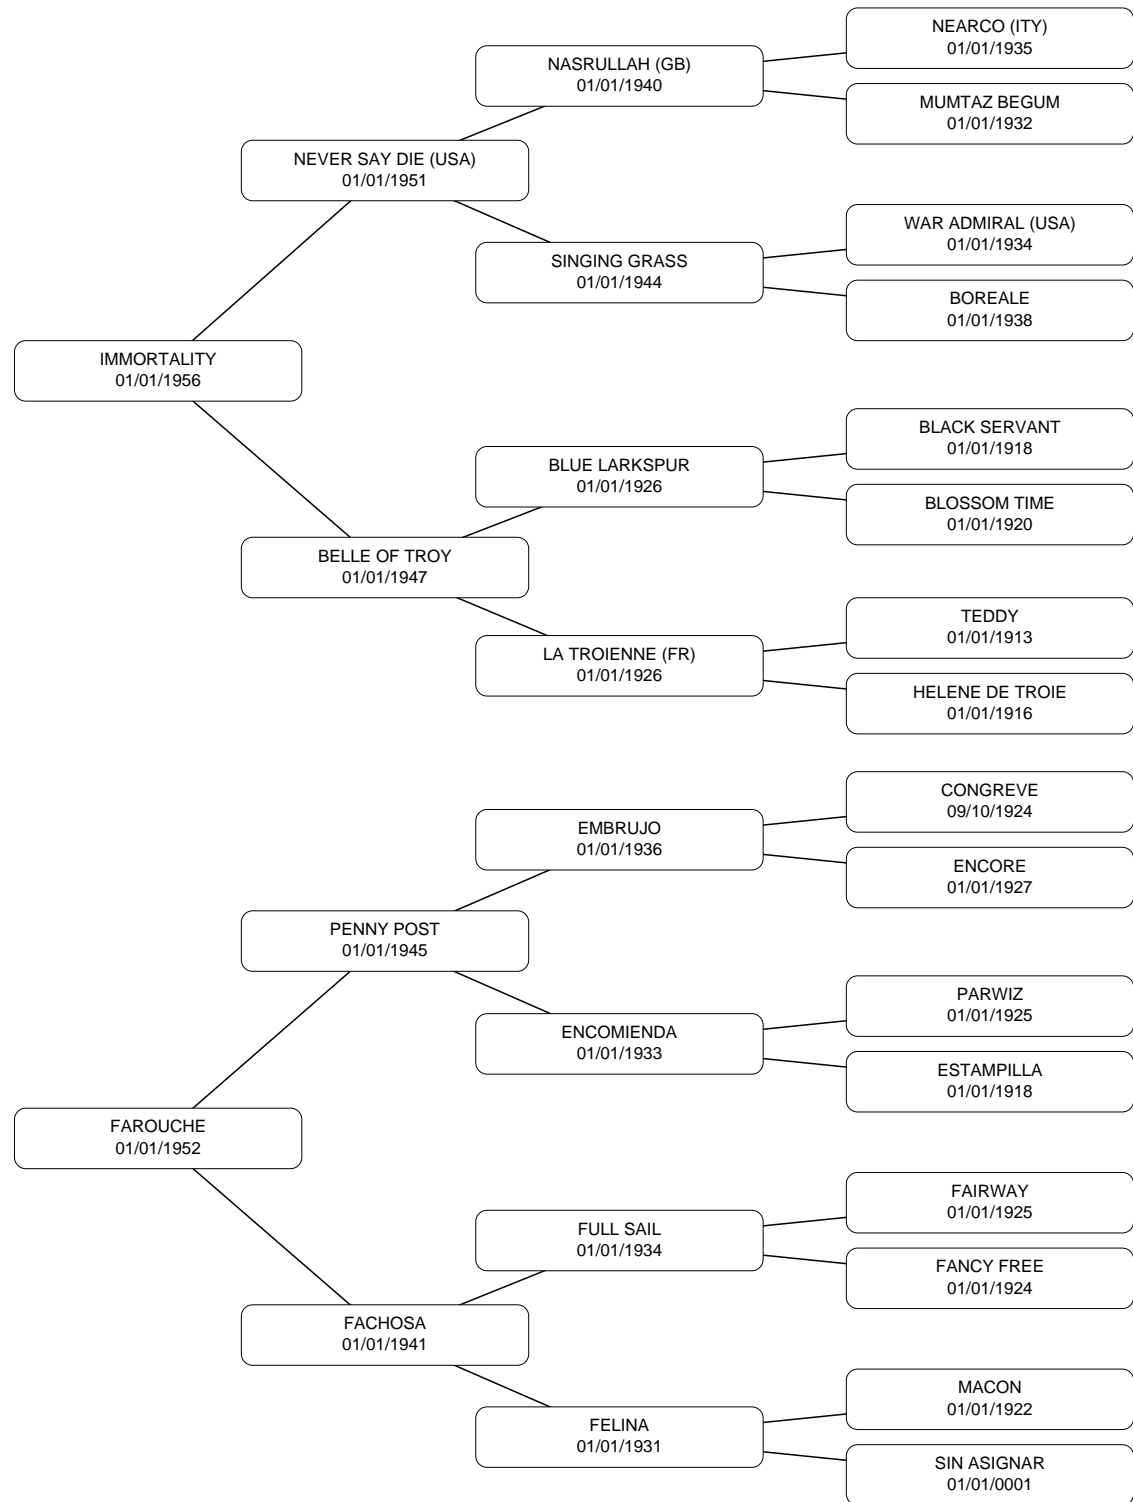 NEARCO (ITY)
01/01/1935
NASRULLAH (GB)
01/01/1940
MUMTAZ BEGUM
01/01/1932
NEVER SAY DIE (USA)
01/01/1951
WAR ADMIRAL (USA)
01/01/1934
SINGING GRASS
01/01/1944
BOREALE
01/01/1938
IMMORTALITY
01/01/1956
BLACK SERVANT
01/01/1918
BLUE LARKSPUR
01/01/1926
BLOSSOM TIME
01/01/1920
BELLE OF TROY
01/01/1947
TEDDY
01/01/1913
LA TROIENNE (FR)
01/01/1926
HELENE DE TROIE
01/01/1916
CONGREVE
09/10/1924
EMBRUJO
01/01/1936
ENCORE
01/01/1927
PENNY POST
01/01/1945
PARWIZ
01/01/1925
ENCOMIENDA
01/01/1933
ESTAMPILLA
01/01/1918
FAROUCHE
01/01/1952
FAIRWAY
01/01/1925
FULL SAIL
01/01/1934
FANCY FREE
01/01/1924
FACHOSA
01/01/1941
MACON
01/01/1922
FELINA
01/01/1931
SIN ASIGNAR
01/01/0001